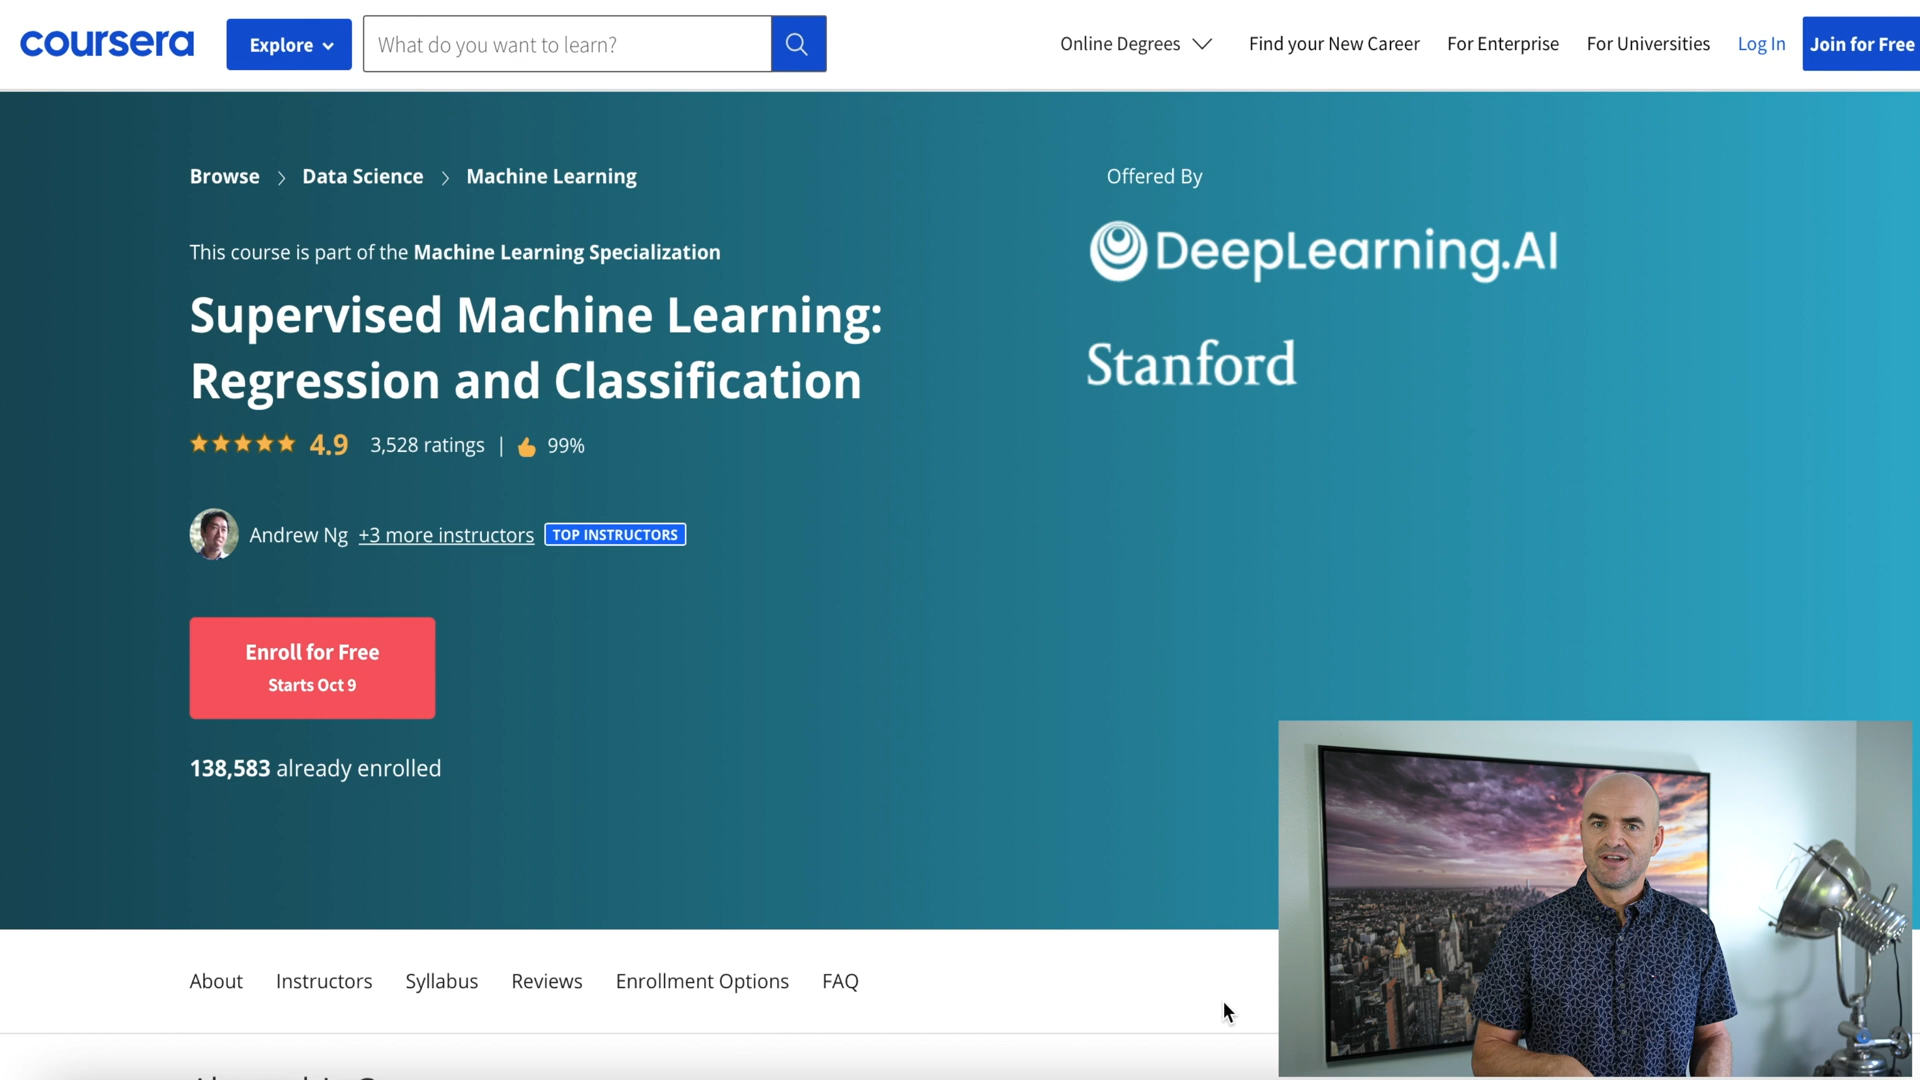 coursera
Explore
What do you want to learn?
Online Degrees
Find your New Career
For Enterprise
For Universities
Log In
Join for Free
Browse > Data Science > Machine Learning
Offered By
This course is part of the Machine Learning Specialization
DeepLearning.AI
Supervised Machine Learning:
Regression and Classification
Stanford
4.9 3,528 ratings | 99%
Andrew Ng +3 more instructors TOP INSTRUCTORS
Enroll for Free
Starts Oct 9
138,583 already enrolled
About
Instructors
Syllabus
Reviews
Enrollment Options
FAQ